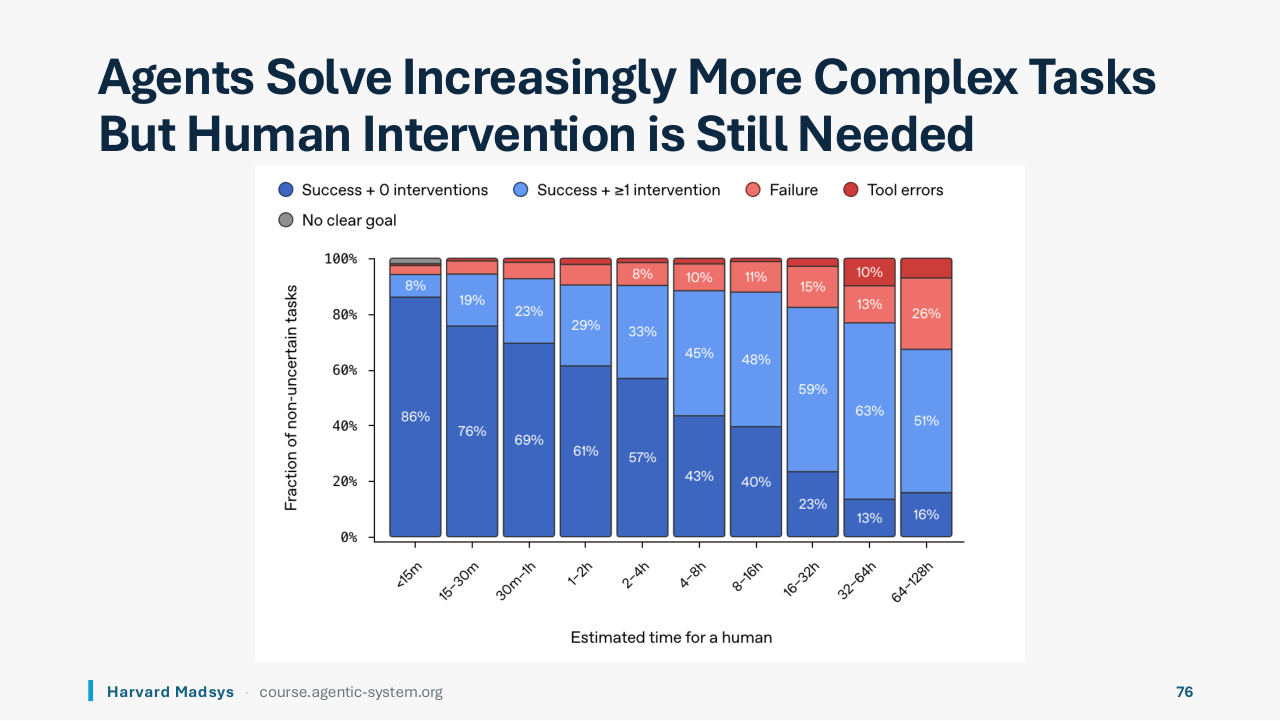 Agents Solve Increasingly More Complex Tasks
But Human Intervention is Still Needed
Success + 0 interventions
Success + ≥1 intervention
Failure
Tool errors
No clear goal
Fraction of non-uncertain tasks
100%
80%
60%
40%
20%
0%
8%
86%
19%
76%
23%
69%
29%
61%
8%
33%
57%
10%
45%
43%
11%
48%
40%
15%
59%
23%
10%
13%
63%
13%
26%
51%
16%
<15m
15–30m
30m–1h
1–2h
2–4h
4–8h
8–16h
16–32h
32–64h
64–128h
Estimated time for a human
Harvard Madsys · course.agentic-system.org
76